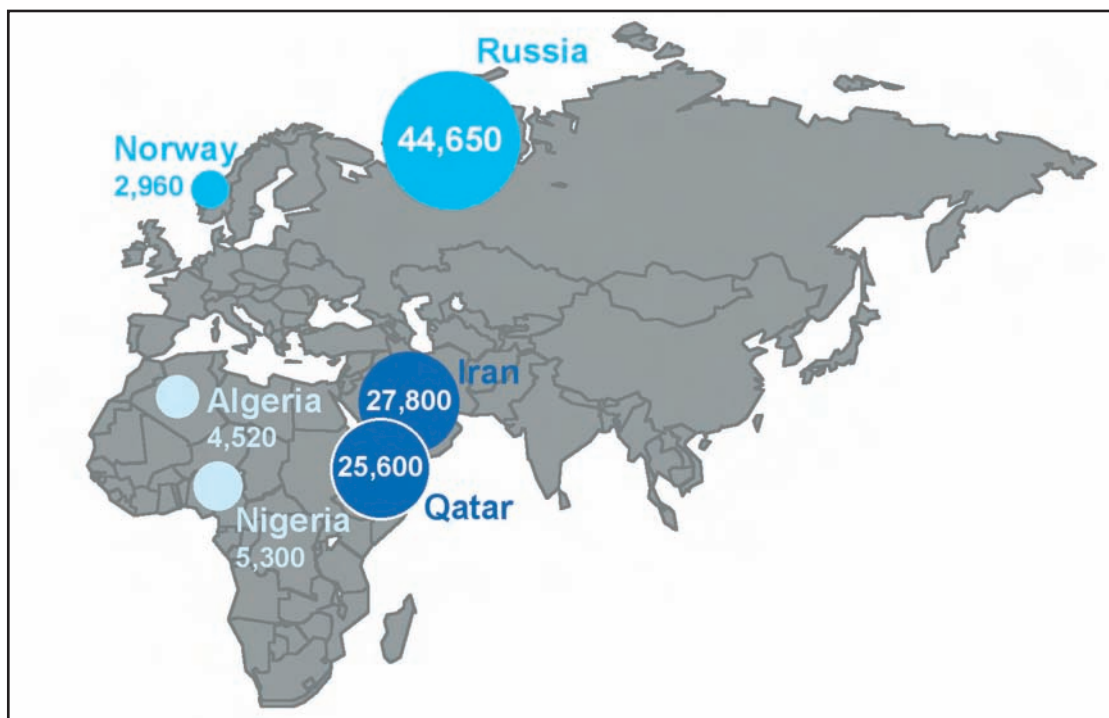 Russia
44,650
Norway
2,960
Iran
27,800
Algeria
4,520
25,600
Qatar
Nigeria
5,300